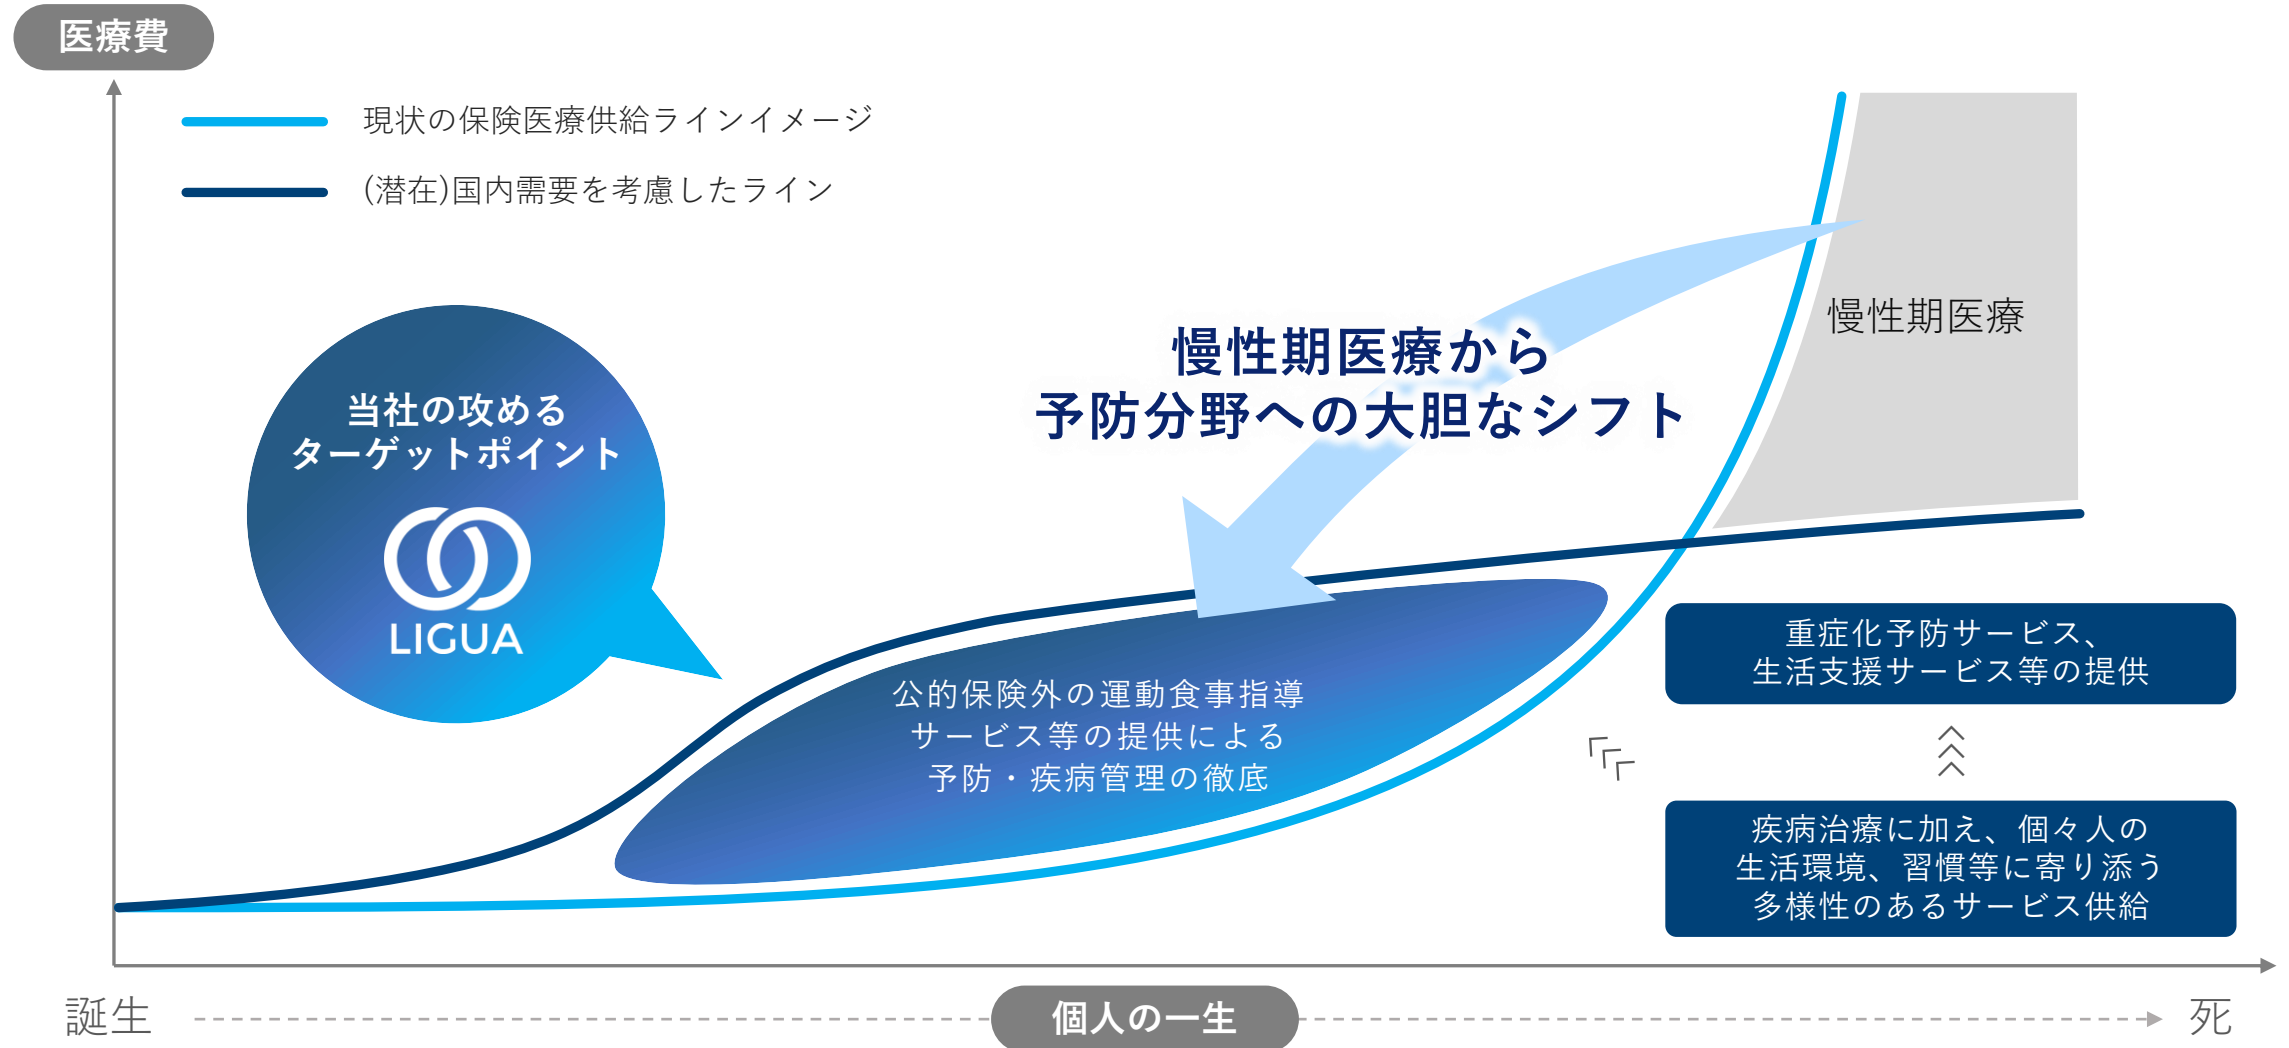 医療費
現状の保険医療供給ラインイメージ
(潜在)国内需要を考慮したライン
当社の攻める
ターゲットポイント
LIGUA
慢性期医療から
予防分野への大胆なシフト
慢性期医療
公的保険外の運動食事指導
サービス等の提供による
予防・疾病管理の徹底
重症化予防サービス、
生活支援サービス等の提供
疾病治療に加え、個々人の
生活環境、習慣等に寄り添う
多様性のあるサービス供給
誕生
個人の一生
死